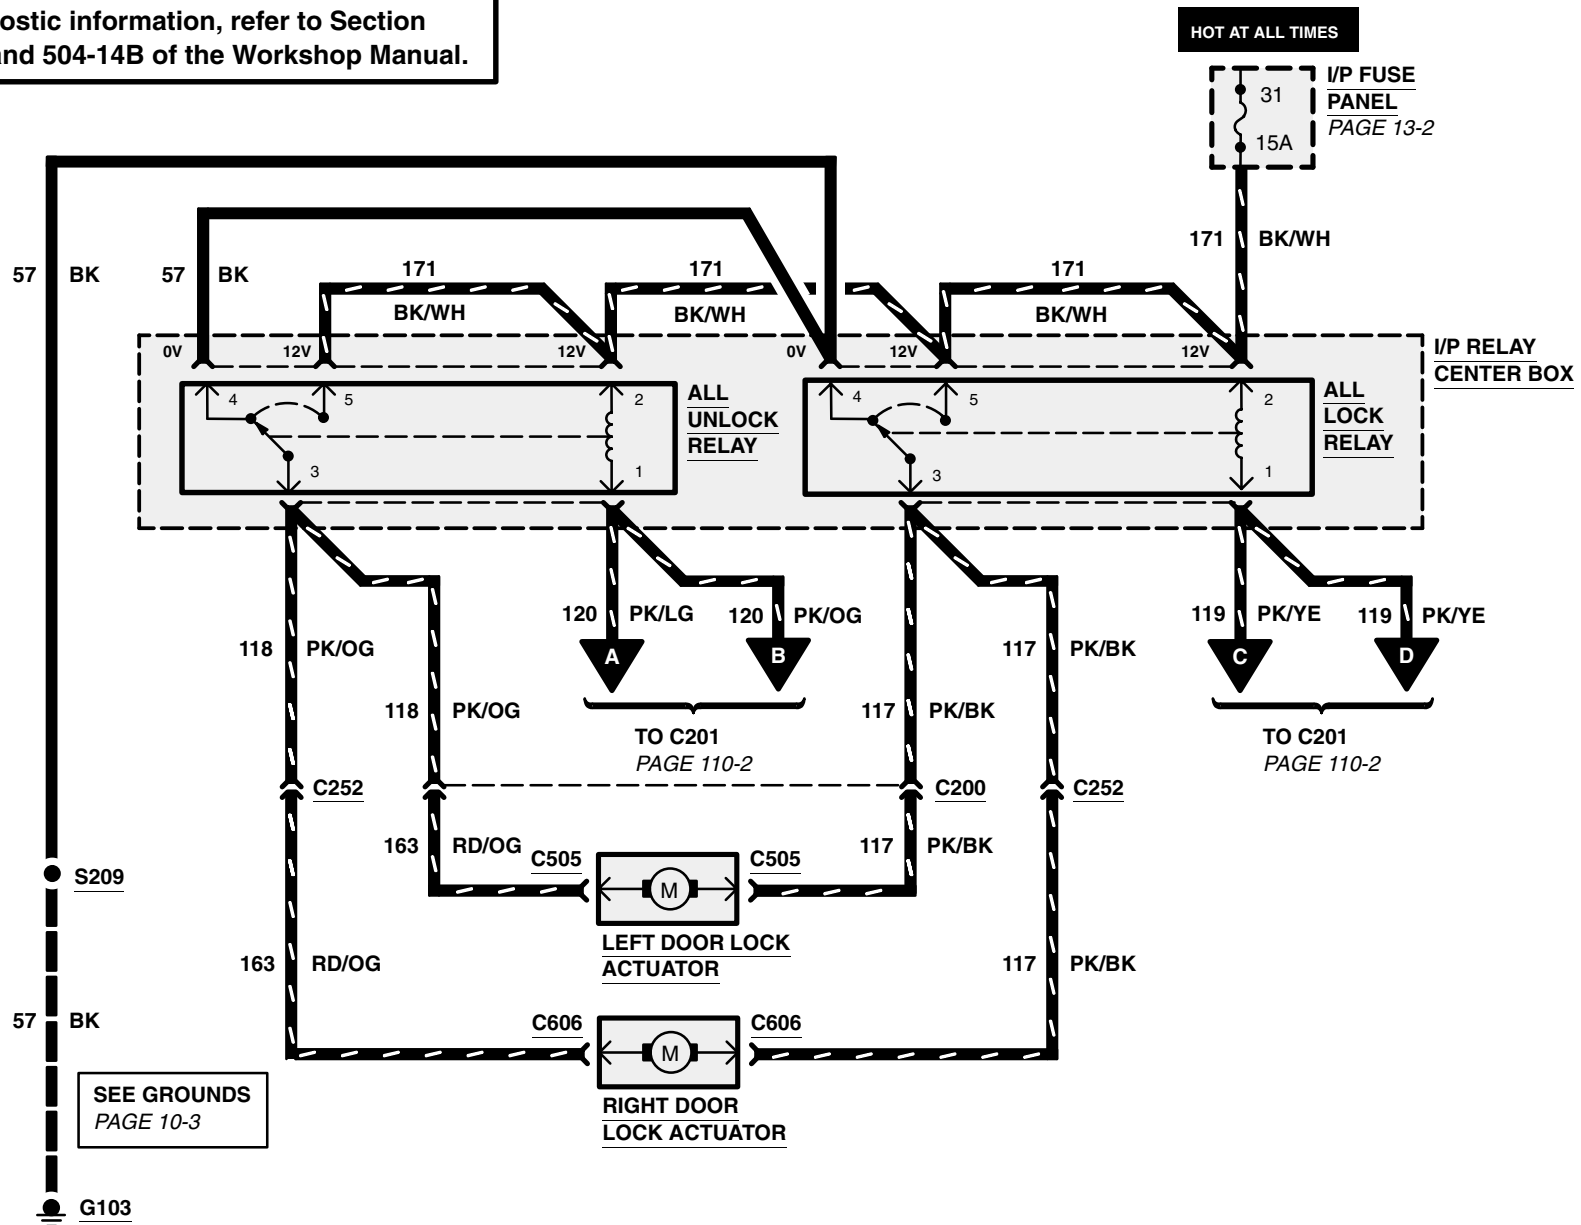 ostic information, refer to Section
and 504-14B of the Workshop Manual.
HOT AT ALL TIMES
31
15A
I/P FUSE
PANEL
PAGE 13-2
171 BK/WH
57 BK
57 BK
171
BK/WH
171
BK/WH
171
BK/WH
0V 12V 12V 0V 12V 12V
I/P RELAY
CENTER BOX
4 5 2
3 1
ALL
UNLOCK
RELAY
4 5 2
3 1
ALL
LOCK
RELAY
120 PK/LG 120 PK/OG
119 PK/YE 119 PK/YE
A B C D
118 PK/OG
117 PK/BK
118 PK/OG
117 PK/BK
TO C201
PAGE 110-2
TO C201
PAGE 110-2
C252
C200
C252
163 RD/OG
C505
M
C505
117 PK/BK
S209
LEFT DOOR LOCK
ACTUATOR
163 RD/OG
117 PK/BK
57 BK
C606
M
C606
SEE GROUNDS
PAGE 10-3
RIGHT DOOR
LOCK ACTUATOR
G103